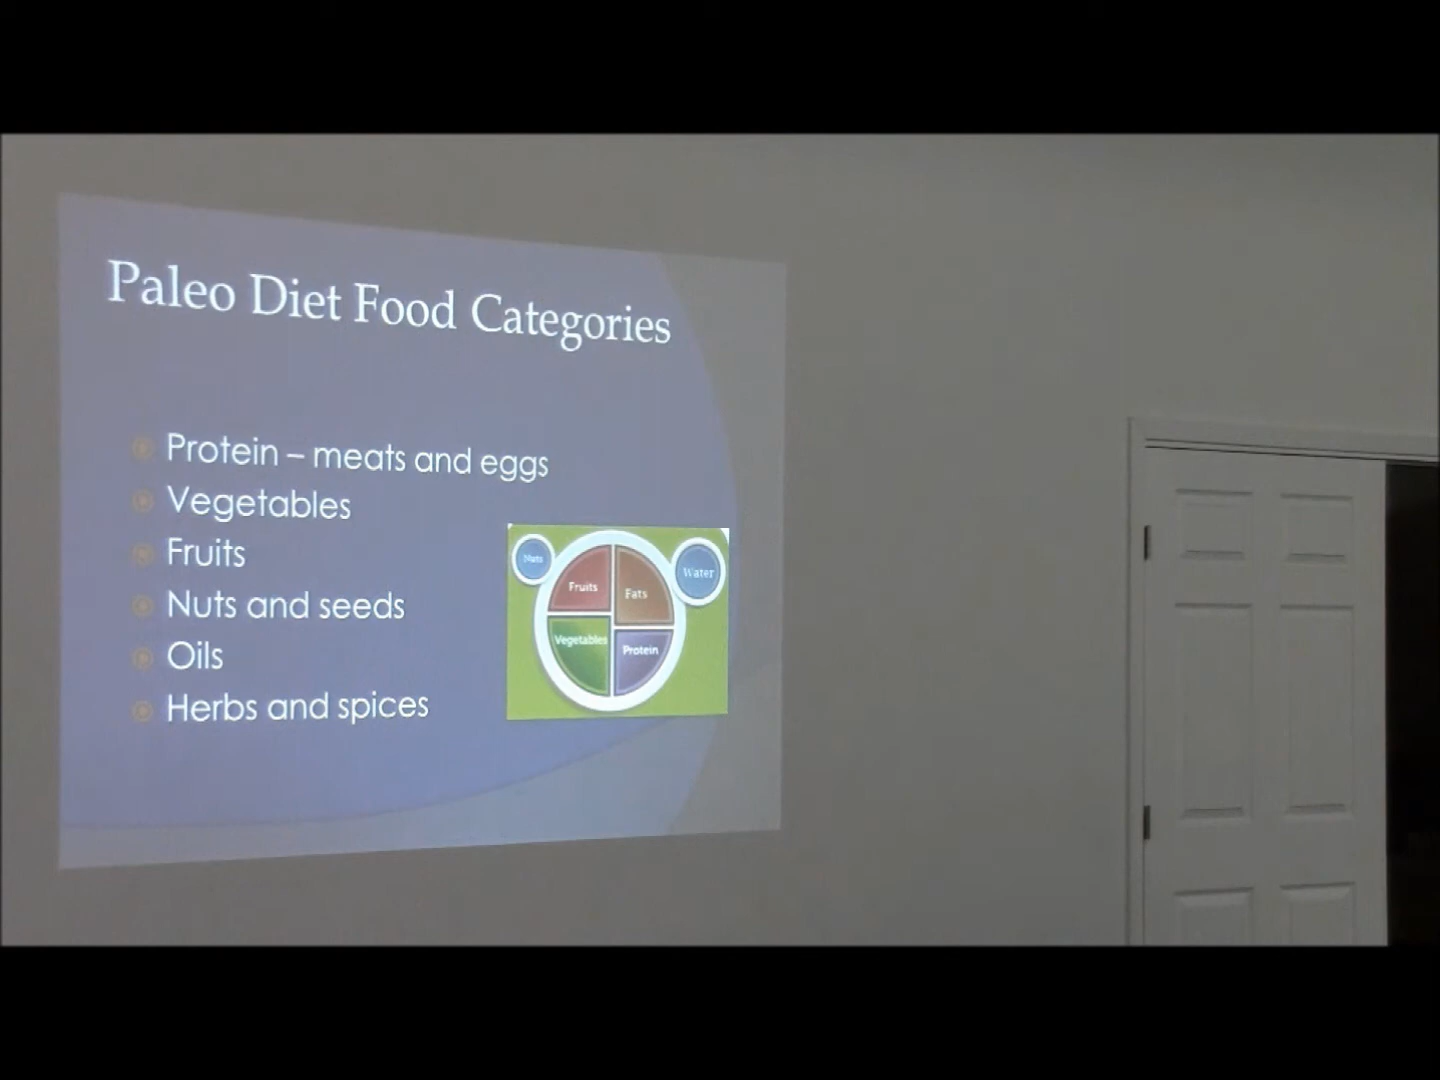 Paleo Diet Food Categories
Protein – meats and eggs
Vegetables
Fruits
Nuts and seeds
Oils
Herbs and spices
Nuts
Water
Fruits
Fats
Vegetables
Protein